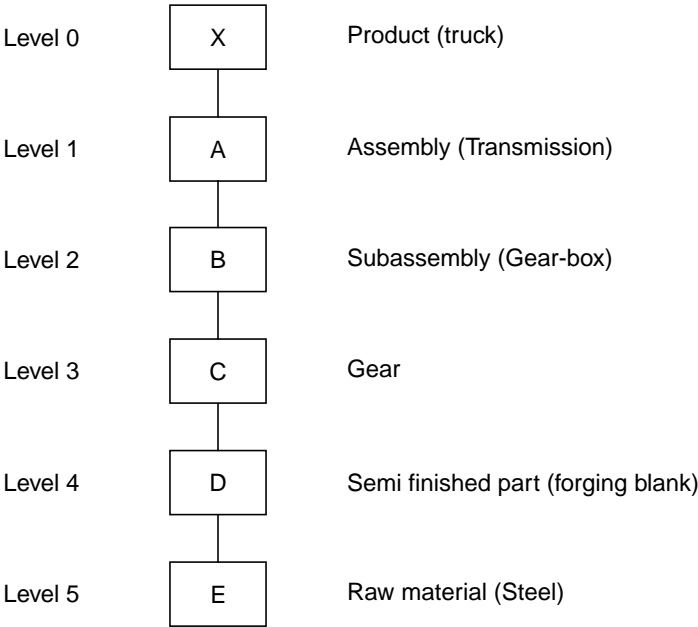 Level 0 X Product (truck)
Level 1 A Assembly (Transmission)
Level 2 B Subassembly (Gear-box)
Level 3 C Gear
Level 4 D Semi finished part (forging blank)
Level 5 E Raw material (Steel)